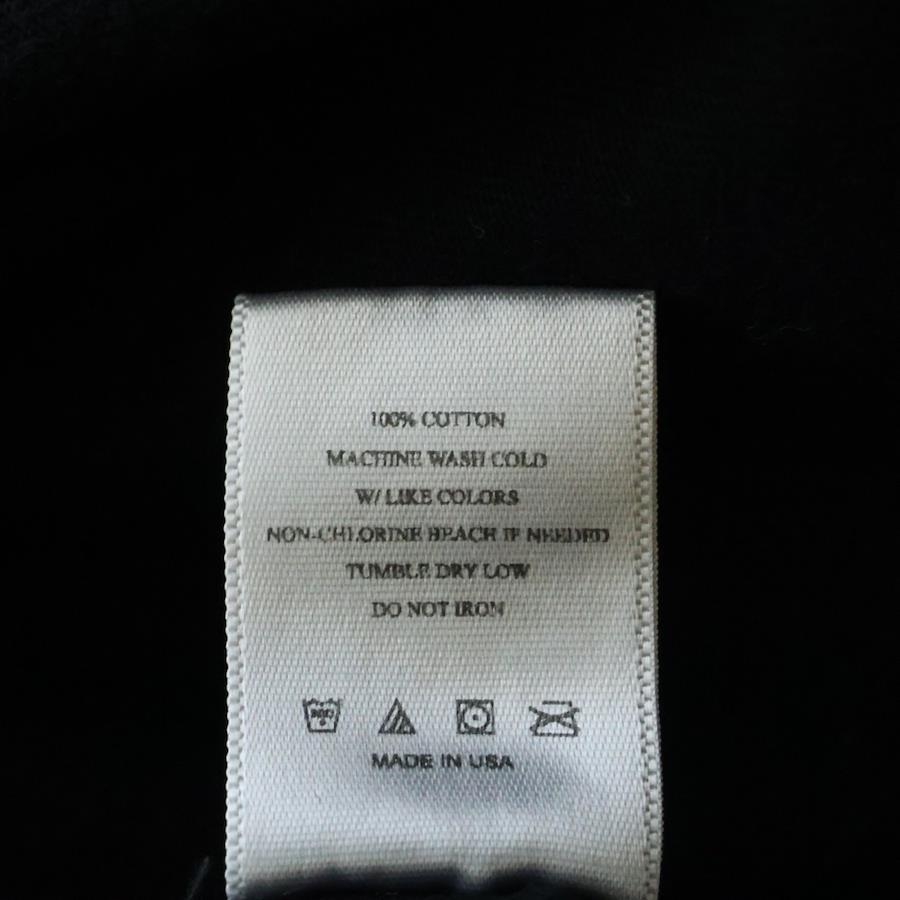 100% COTTON
MACHINE WASH COLD
W/ LIKE COLORS
NON-CHLORINE BEACH IF NEEDED
TUMBLE DRY LOW
DO NOT IRON
MADE IN USA